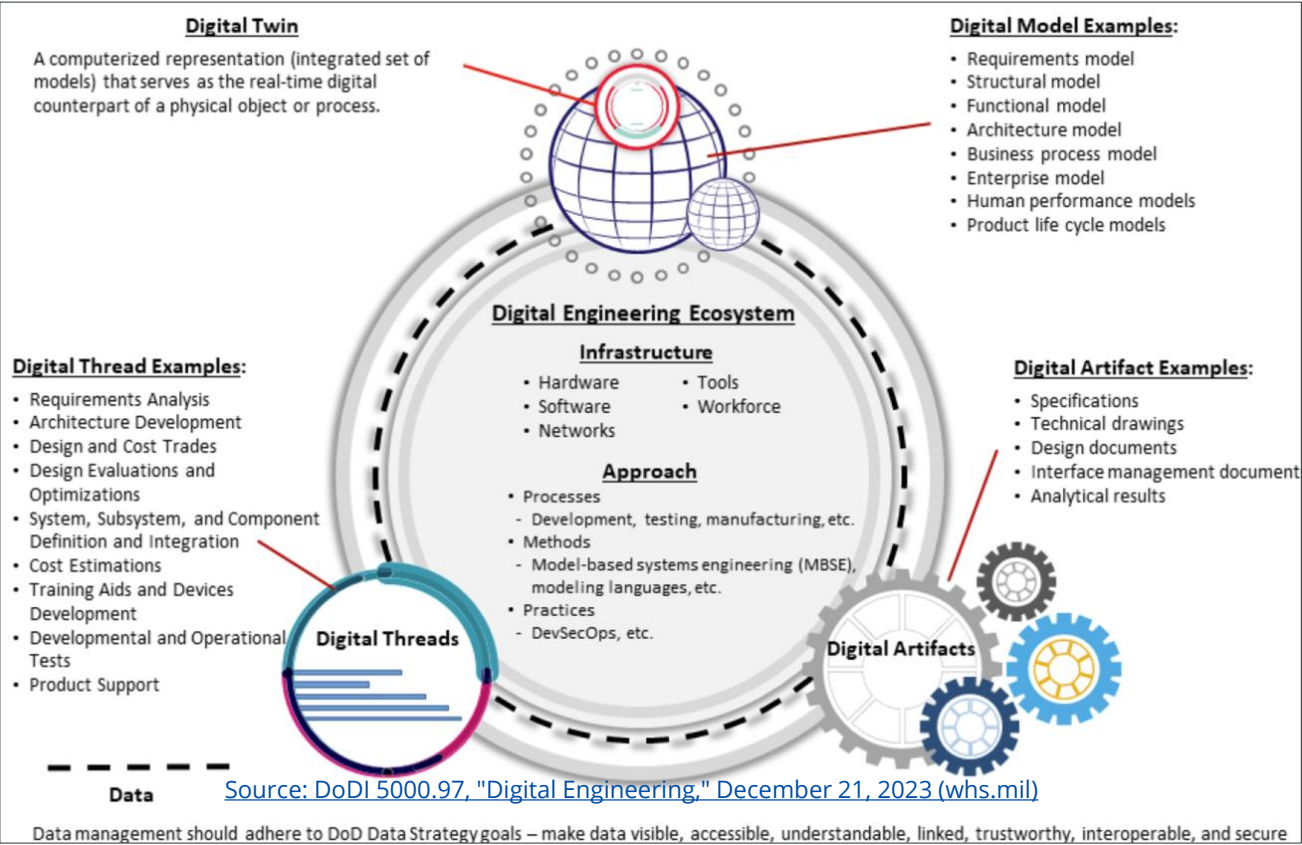 Digital Twin
A computerized representation (integrated set of
models) that serves as the real-time digital
counterpart of a physical object or process.
Digital Model Examples:
• Requirements model
• Structural model
• Functional model
• Architecture model
• Business process model
• Enterprise model
• Human performance models
• Product life cycle models
Digital Engineering Ecosystem
Infrastructure
• Hardware
• Software
• Networks
• Tools
• Workforce
Approach
• Processes
- Development, testing, manufacturing, etc.
• Methods
- Model-based systems engineering (MBSE),
modeling languages, etc.
• Practices
- DevSecOps, etc.
Digital Thread Examples:
• Requirements Analysis
• Architecture Development
• Design and Cost Trades
• Design Evaluations and
Optimizations
• System, Subsystem, and Component
Definition and Integration
• Cost Estimations
• Training Aids and Devices
Development
• Developmental and Operational
Tests
• Product Support
Digital Artifact Examples:
• Specifications
• Technical drawings
• Design documents
• Interface management document
• Analytical results
Digital Threads
Digital Artifacts
Data
Source: DoDI 5000.97, "Digital Engineering," December 21, 2023 (whs.mil)
Data management should adhere to DoD Data Strategy goals – make data visible, accessible, understandable, linked, trustworthy, interoperable, and secure